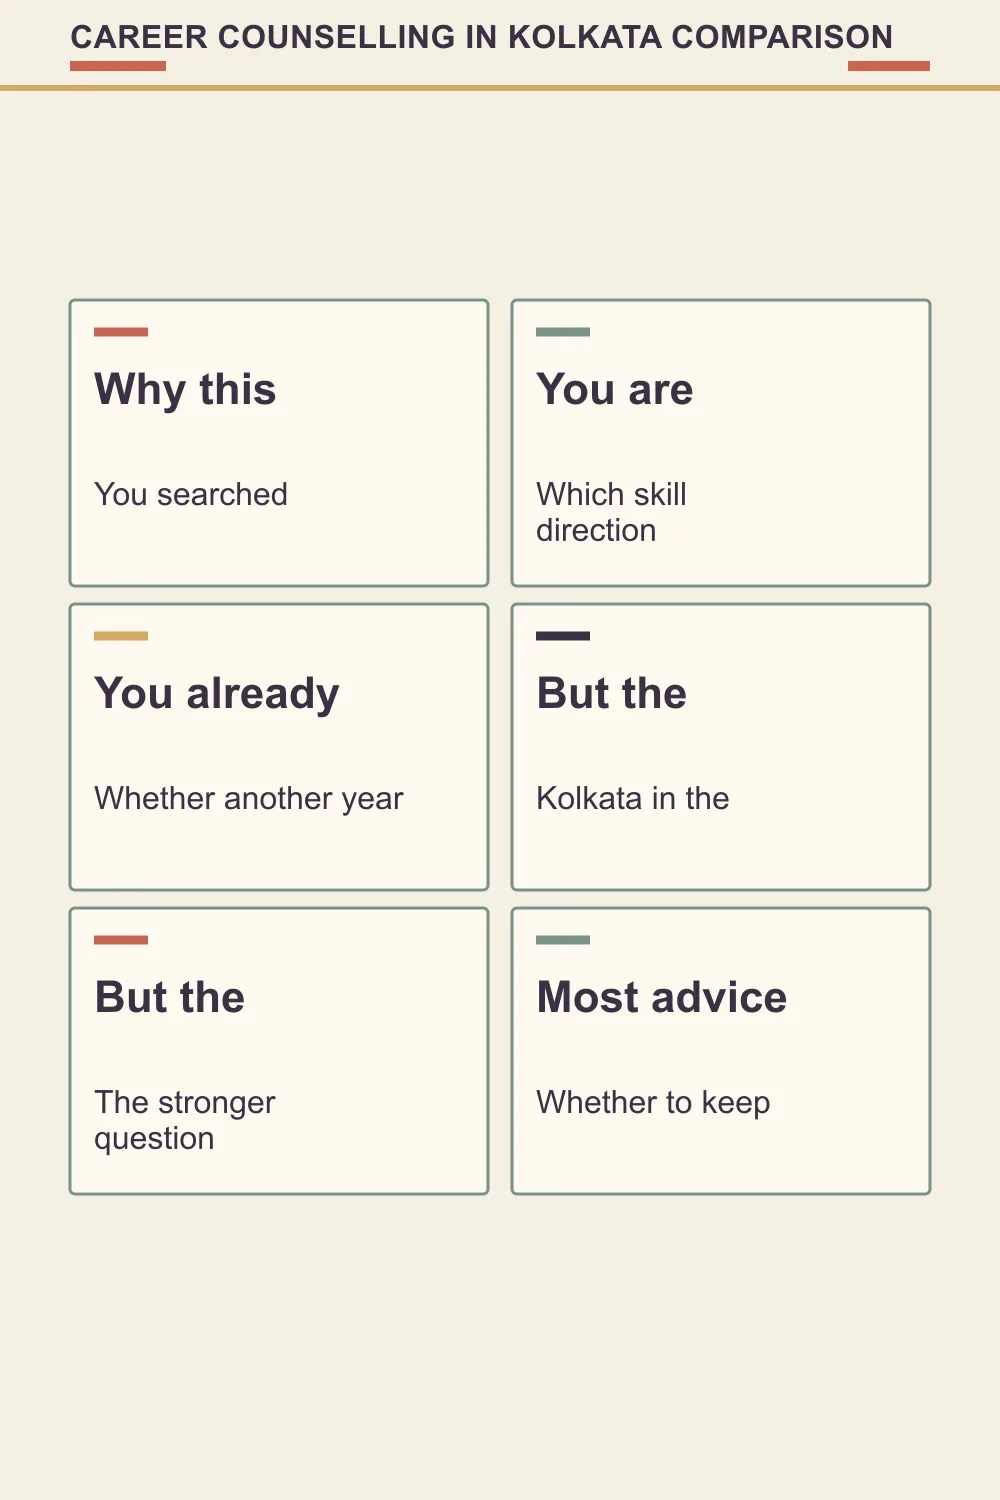 CAREER COUNSELLING IN KOLKATA COMPARISON
Why this
You searched
You are
Which skill
direction
You already
Whether another year
But the
Kolkata in the
But the
The stronger
question
Most advice
Whether to keep